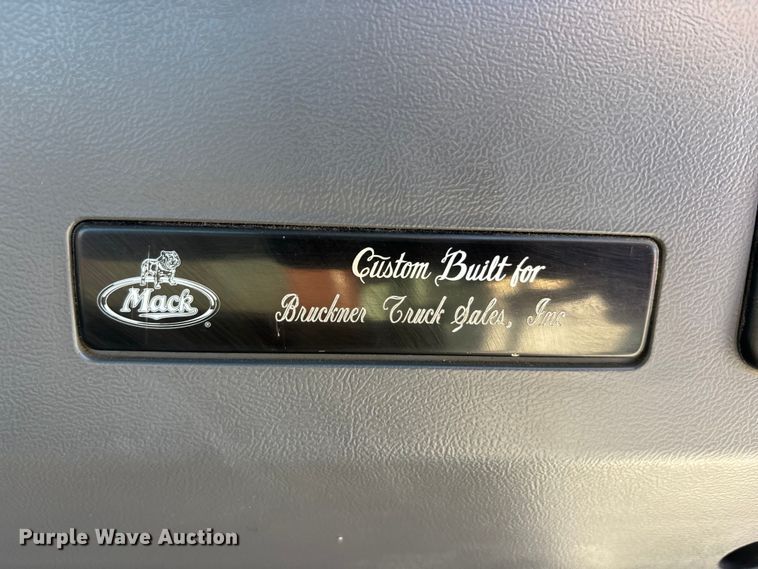 Custom Built for
Mack ®
Bruckner Truck Sales, Inc
Purple Wave Auction